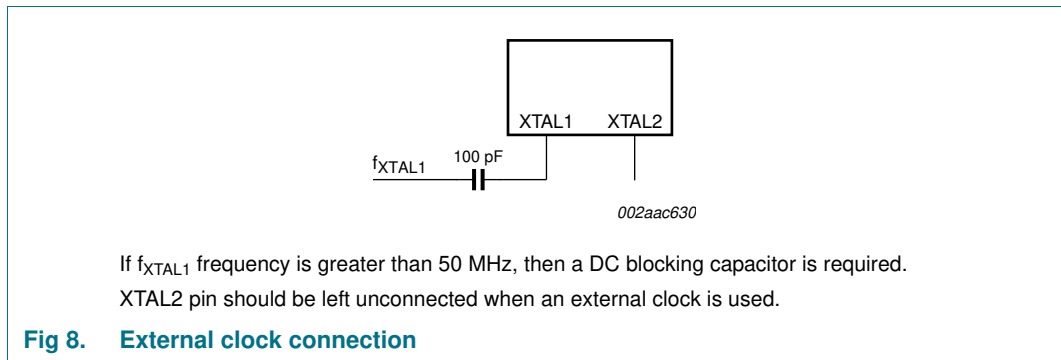 XTAL1 XTAL2
100 pF
fXTAL1
002aac630
If fXTAL1 frequency is greater than 50 MHz, then a DC blocking capacitor is required.
XTAL2 pin should be left unconnected when an external clock is used.
Fig 8. External clock connection